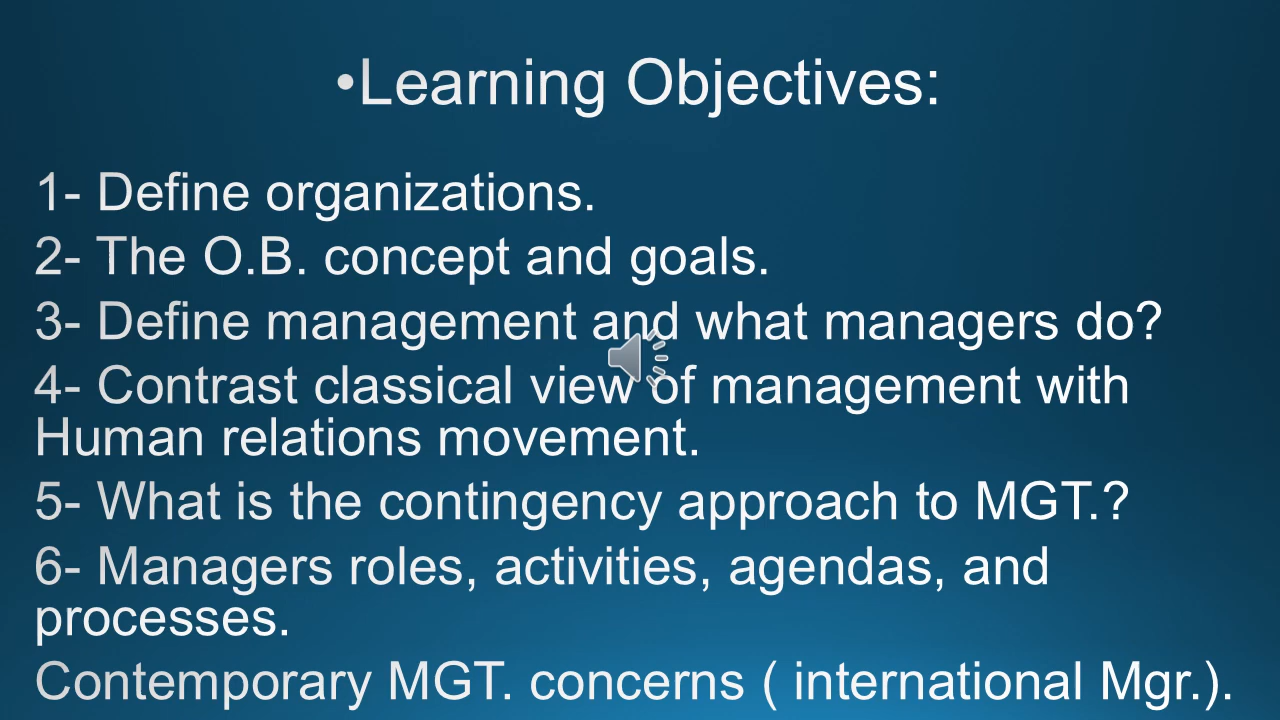 •Learning Objectives:
1- Define organizations.
2- The O.B. concept and goals.
3- Define management and what managers do?
4- Contrast classical view of management with
Human relations movement.
5- What is the contingency approach to MGT.?
6- Managers roles, activities, agendas, and
processes.
Contemporary MGT. concerns ( international Mgr.).